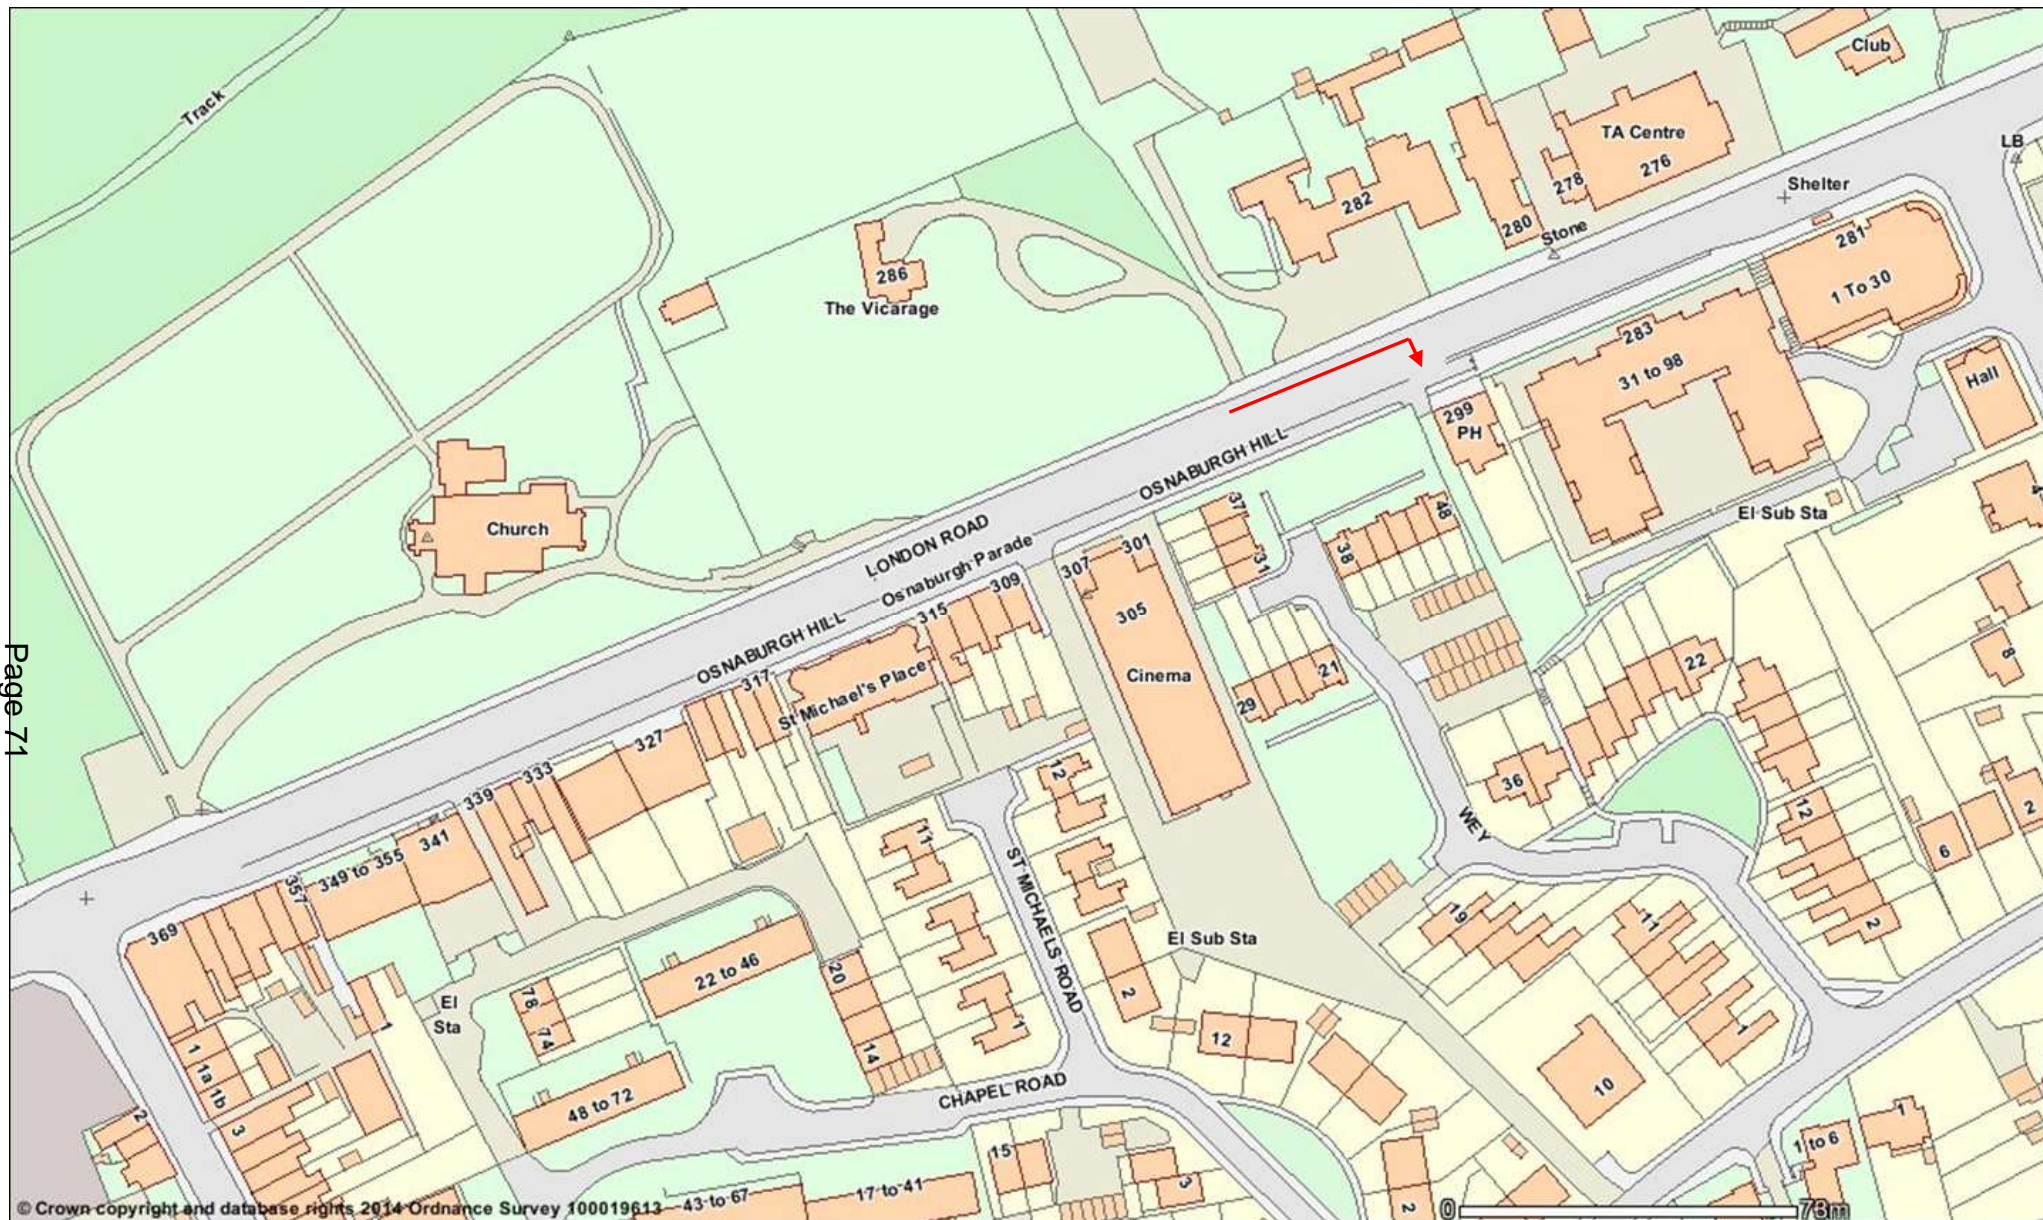 Track
Club
TA Centre
276
278
280
282
Stone
Shelter
LB
281
1 To 30
283
31 to 98
Hall
286
The Vicarage
299
PH
El Sub Sta
4
Church
LONDON ROAD
OSNABURGH HILL
37
31
38
48
Osnaburgh Parade
307
301
305
Cinema
309
315
St Michael's Place
317
OSNABURGH HILL
327
333
339
341
349 to 355
357
369
29
21
22
36
WEY
12
2
8
6
2
12
11
ST MICHAELS ROAD
El Sub Sta
2
1
19
11
1
10
12
22 to 46
20
14
78
74
El
Sta
48 to 72
1
1
1a
1b
3
2
CHAPEL ROAD
15
3
2
1 to 6
1
43 to 67
17 to 41
Page 71
© Crown copyright and database rights 2014 Ordnance Survey 100019613
0 78m